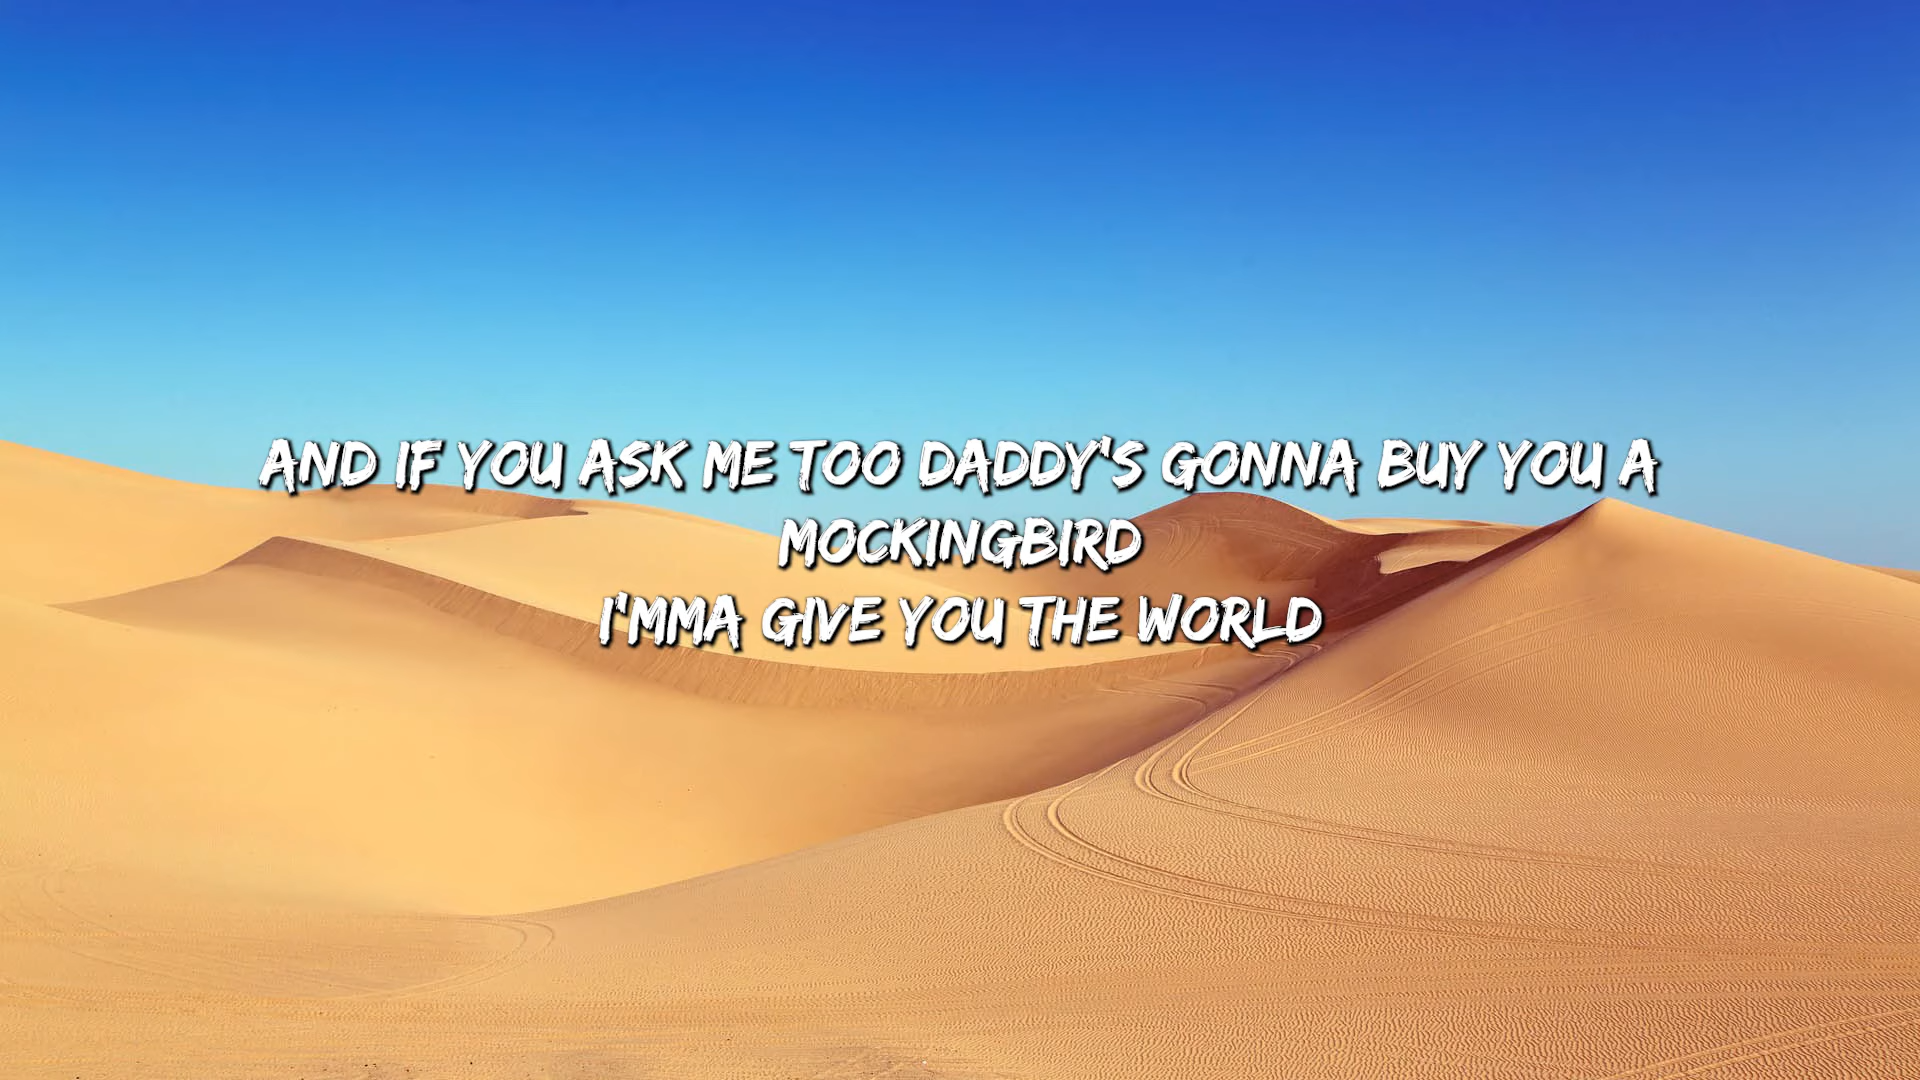 AND IF YOU ASK ME TOO DADDY'S GONNA BUY YOU A
MOCKINGBIRD
I'MMA GIVE YOU THE WORLD